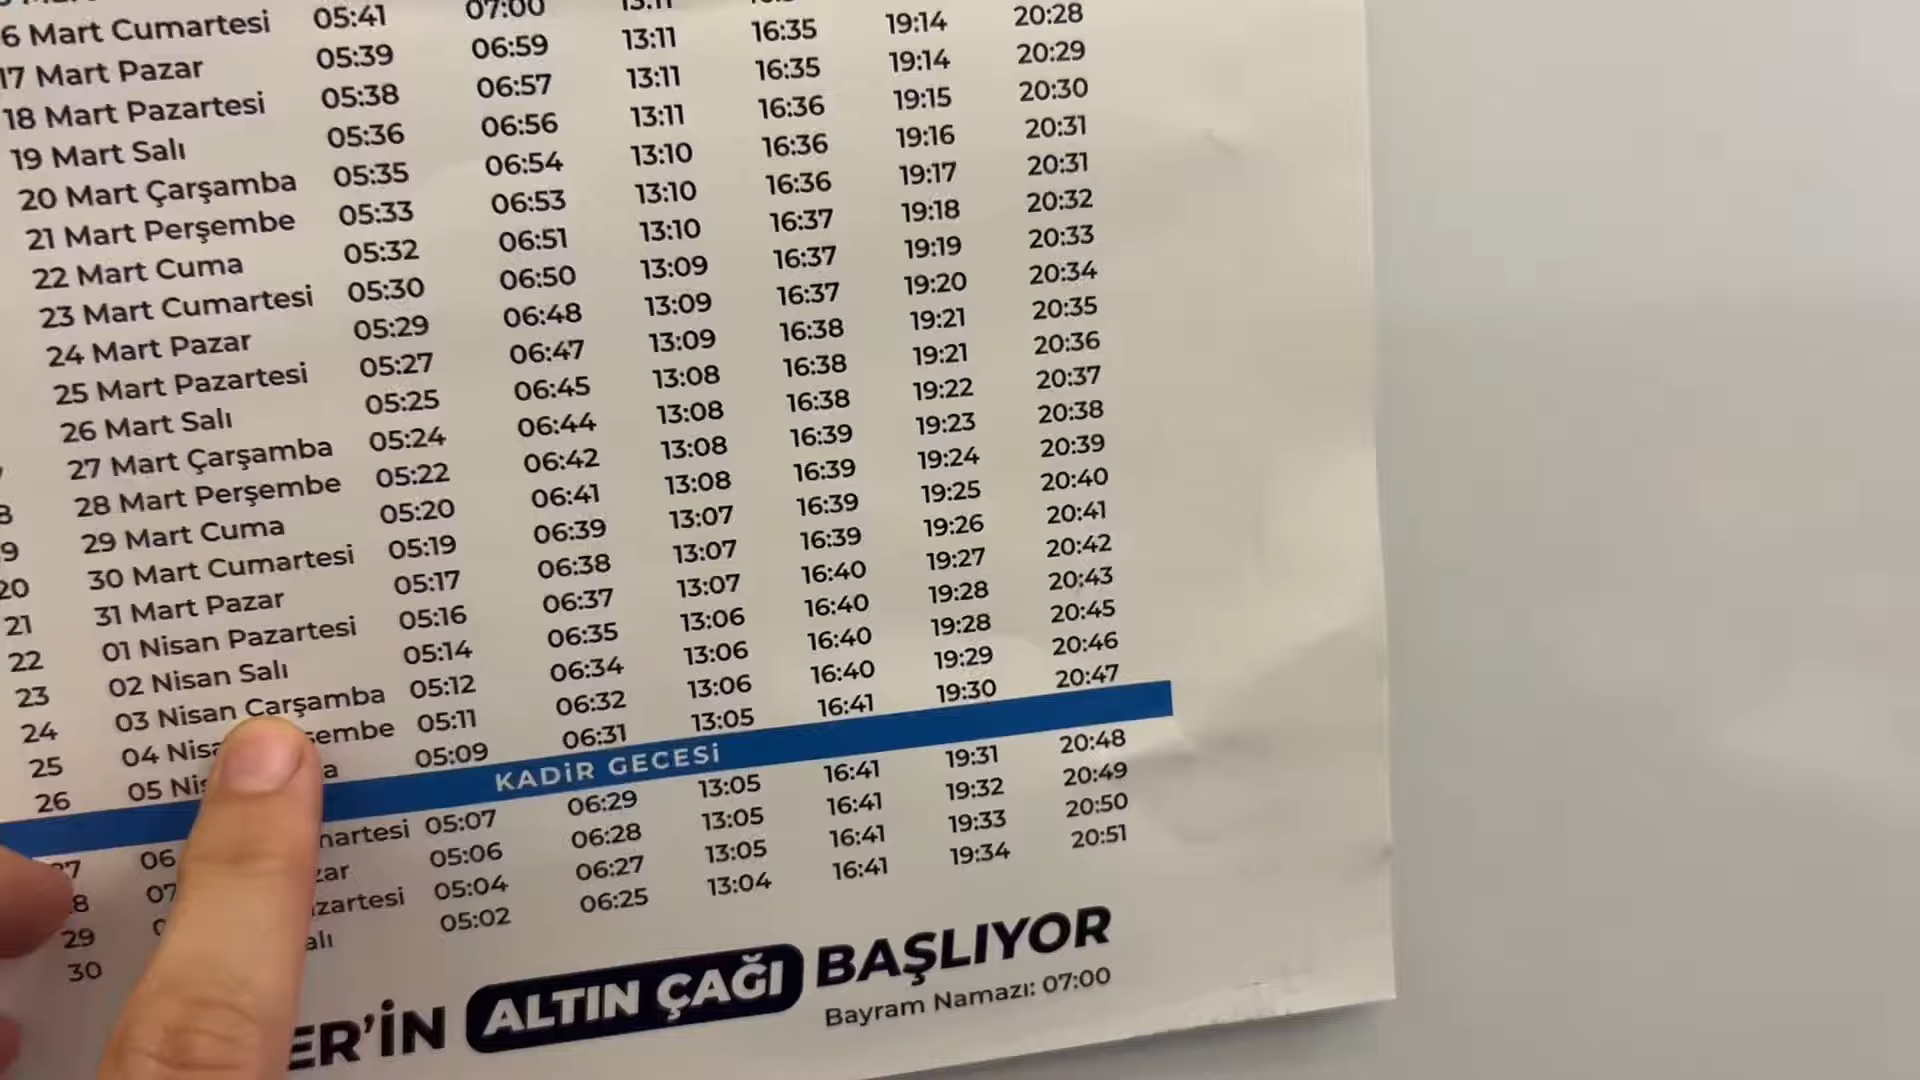 6 Mart Cumartesi 05:41 07:00 13:11
17 Mart Pazar 05:39 06:59 13:11 16:35 19:14 20:28
18 Mart Pazartesi 05:38 06:57 13:11 16:35 19:14 20:29
19 Mart Salı 05:36 06:56 13:11 16:36 19:15 20:30
20 Mart Çarşamba 05:35 06:54 13:10 16:36 19:16 20:31
21 Mart Perşembe 05:33 06:53 13:10 16:36 19:17 20:31
22 Mart Cuma 05:32 06:51 13:10 16:37 19:18 20:32
23 Mart Cumartesi 05:30 06:50 13:09 16:37 19:19 20:33
24 Mart Pazar 05:29 06:48 13:09 16:37 19:20 20:34
25 Mart Pazartesi 05:27 06:47 13:09 16:38 19:21 20:35
26 Mart Salı 05:25 06:45 13:08 16:38 19:21 20:36
27 Mart Çarşamba 05:24 06:44 13:08 16:38 19:22 20:37
8 28 Mart Perşembe 05:22 06:42 13:08 16:39 19:23 20:38
9 29 Mart Cuma 05:20 06:41 13:08 16:39 19:24 20:39
20 30 Mart Cumartesi 05:19 06:39 13:07 16:39 19:25 20:40
21 31 Mart Pazar 05:17 06:38 13:07 16:39 19:26 20:41
22 01 Nisan Pazartesi 05:16 06:37 13:07 16:40 19:27 20:42
23 02 Nisan Salı 05:14 06:35 13:06 16:40 19:28 20:43
24 03 Nisan Çarşamba 05:12 06:34 13:06 16:40 19:28 20:45
25 04 Nisa şembe 05:11 06:32 13:06 16:40 19:29 20:46
26 05 Nis a 05:09 06:31 13:05 16:41 19:30 20:47
KADİR GECESİ
7 06 martesi 05:07 06:29 13:05 16:41 19:31 20:48
8 07 zar 05:06 06:28 13:05 16:41 19:32 20:49
29 0 zartesi 05:04 06:27 13:05 16:41 19:33 20:50
30 alı 05:02 06:25 13:04 16:41 19:34 20:51
ER'İN ALTIN ÇAĞI BAŞLIYOR
Bayram Namazı: 07:00